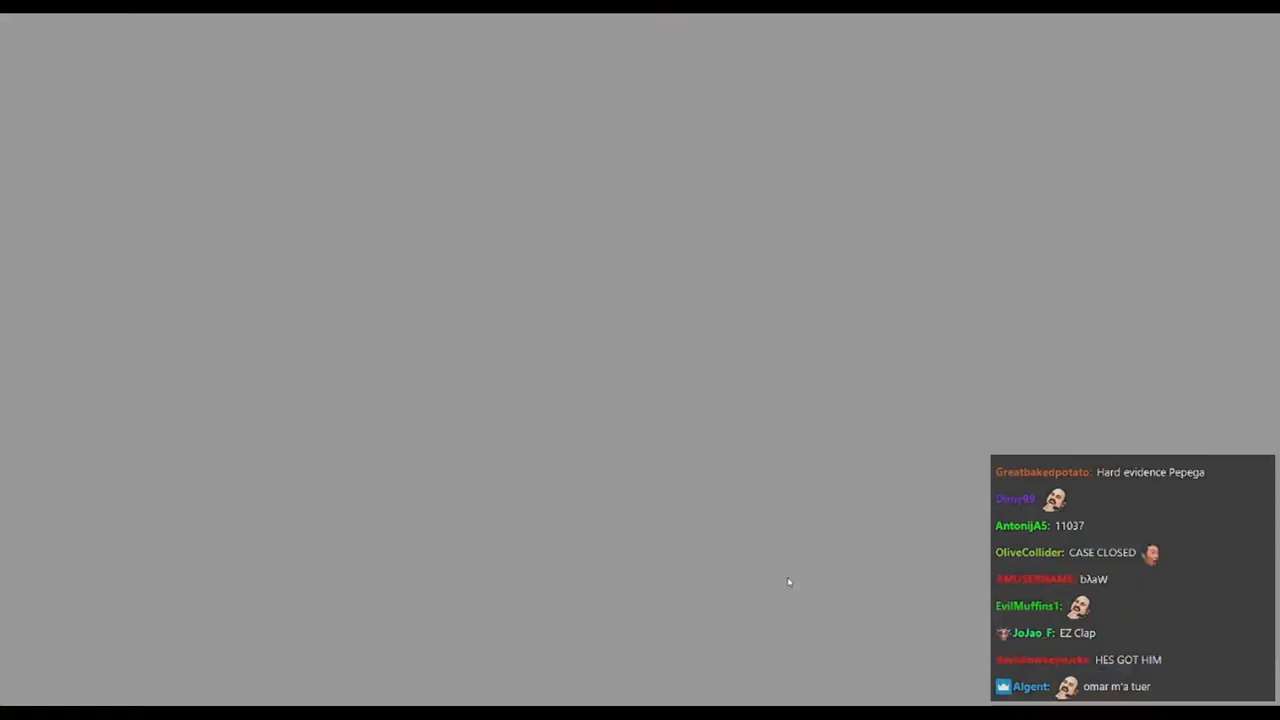 Greatbakedpotato: Hard evidence Pepega
Dmy99:
AntonijA5: 11037
OliveCollider: CASE CLOSED
bλaW
EvilMuffins1:
JoJao_F: EZ Clap
HES GOT HIM
Algent: omar m'a tuer